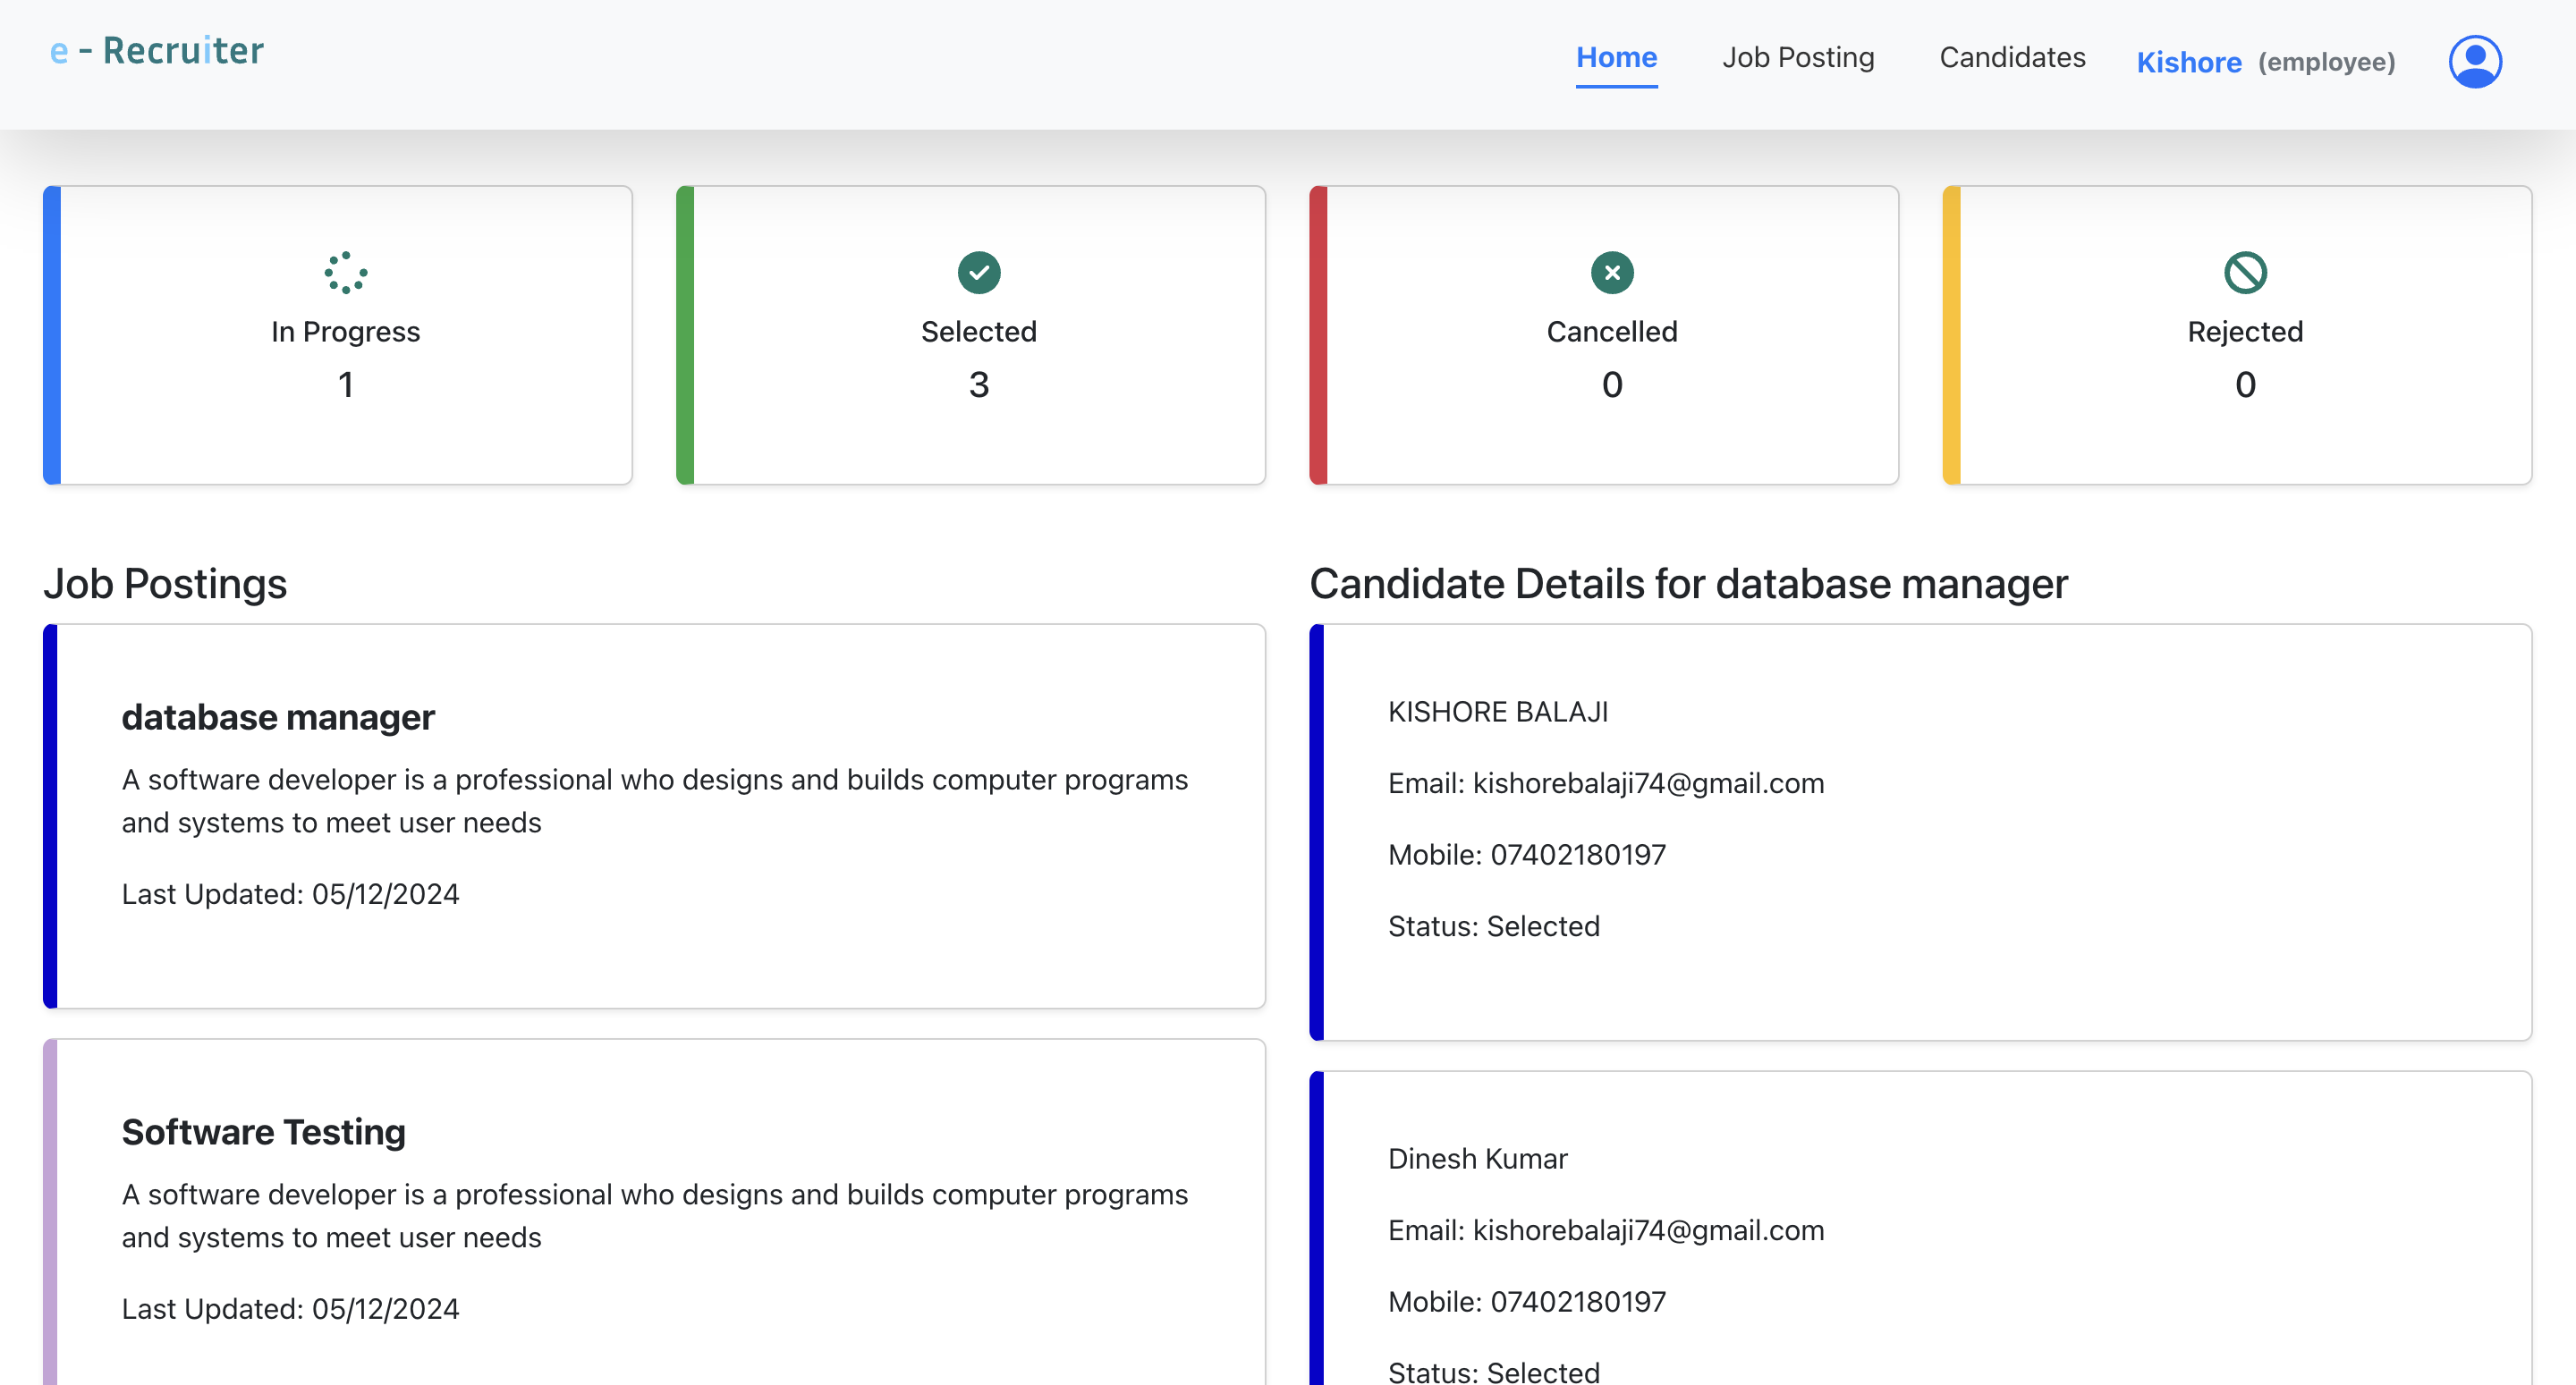 e - Recruiter
Home
Job Posting
Candidates
Kishore (employee)
In Progress
1
Selected
3
Cancelled
0
Rejected
0
Job Postings
database manager
A software developer is a professional who designs and builds computer programs
and systems to meet user needs
Last Updated: 05/12/2024
Software Testing
A software developer is a professional who designs and builds computer programs
and systems to meet user needs
Last Updated: 05/12/2024
Candidate Details for database manager
KISHORE BALAJI
Email: kishorebalaji74@gmail.com
Mobile: 07402180197
Status: Selected
Dinesh Kumar
Email: kishorebalaji74@gmail.com
Mobile: 07402180197
Status: Selected